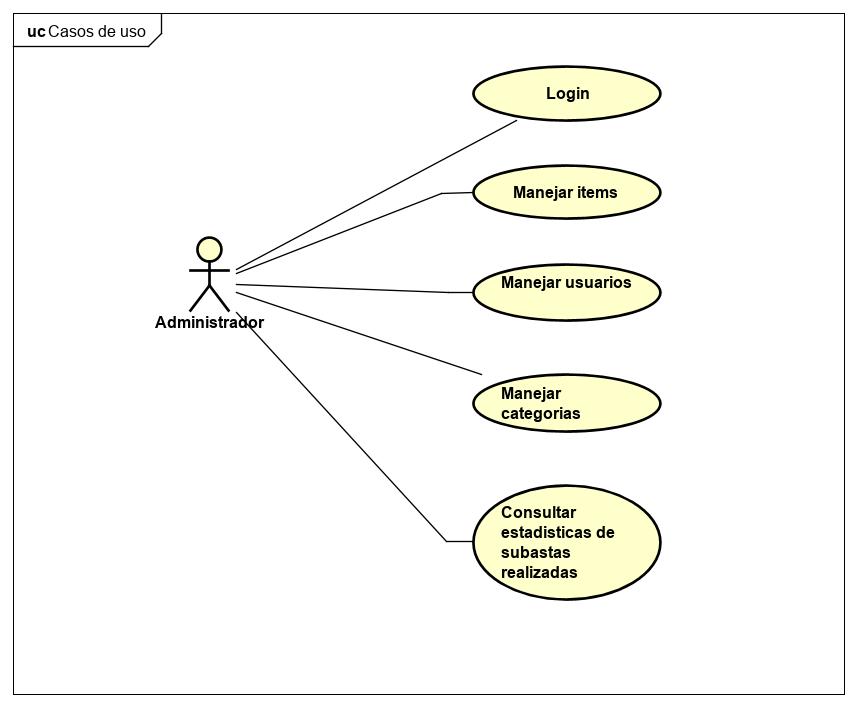 uc Casos de uso
Login
Manejar items
Manejar usuarios
Administrador
Manejar
categorias
Consultar
estadisticas de
subastas
realizadas